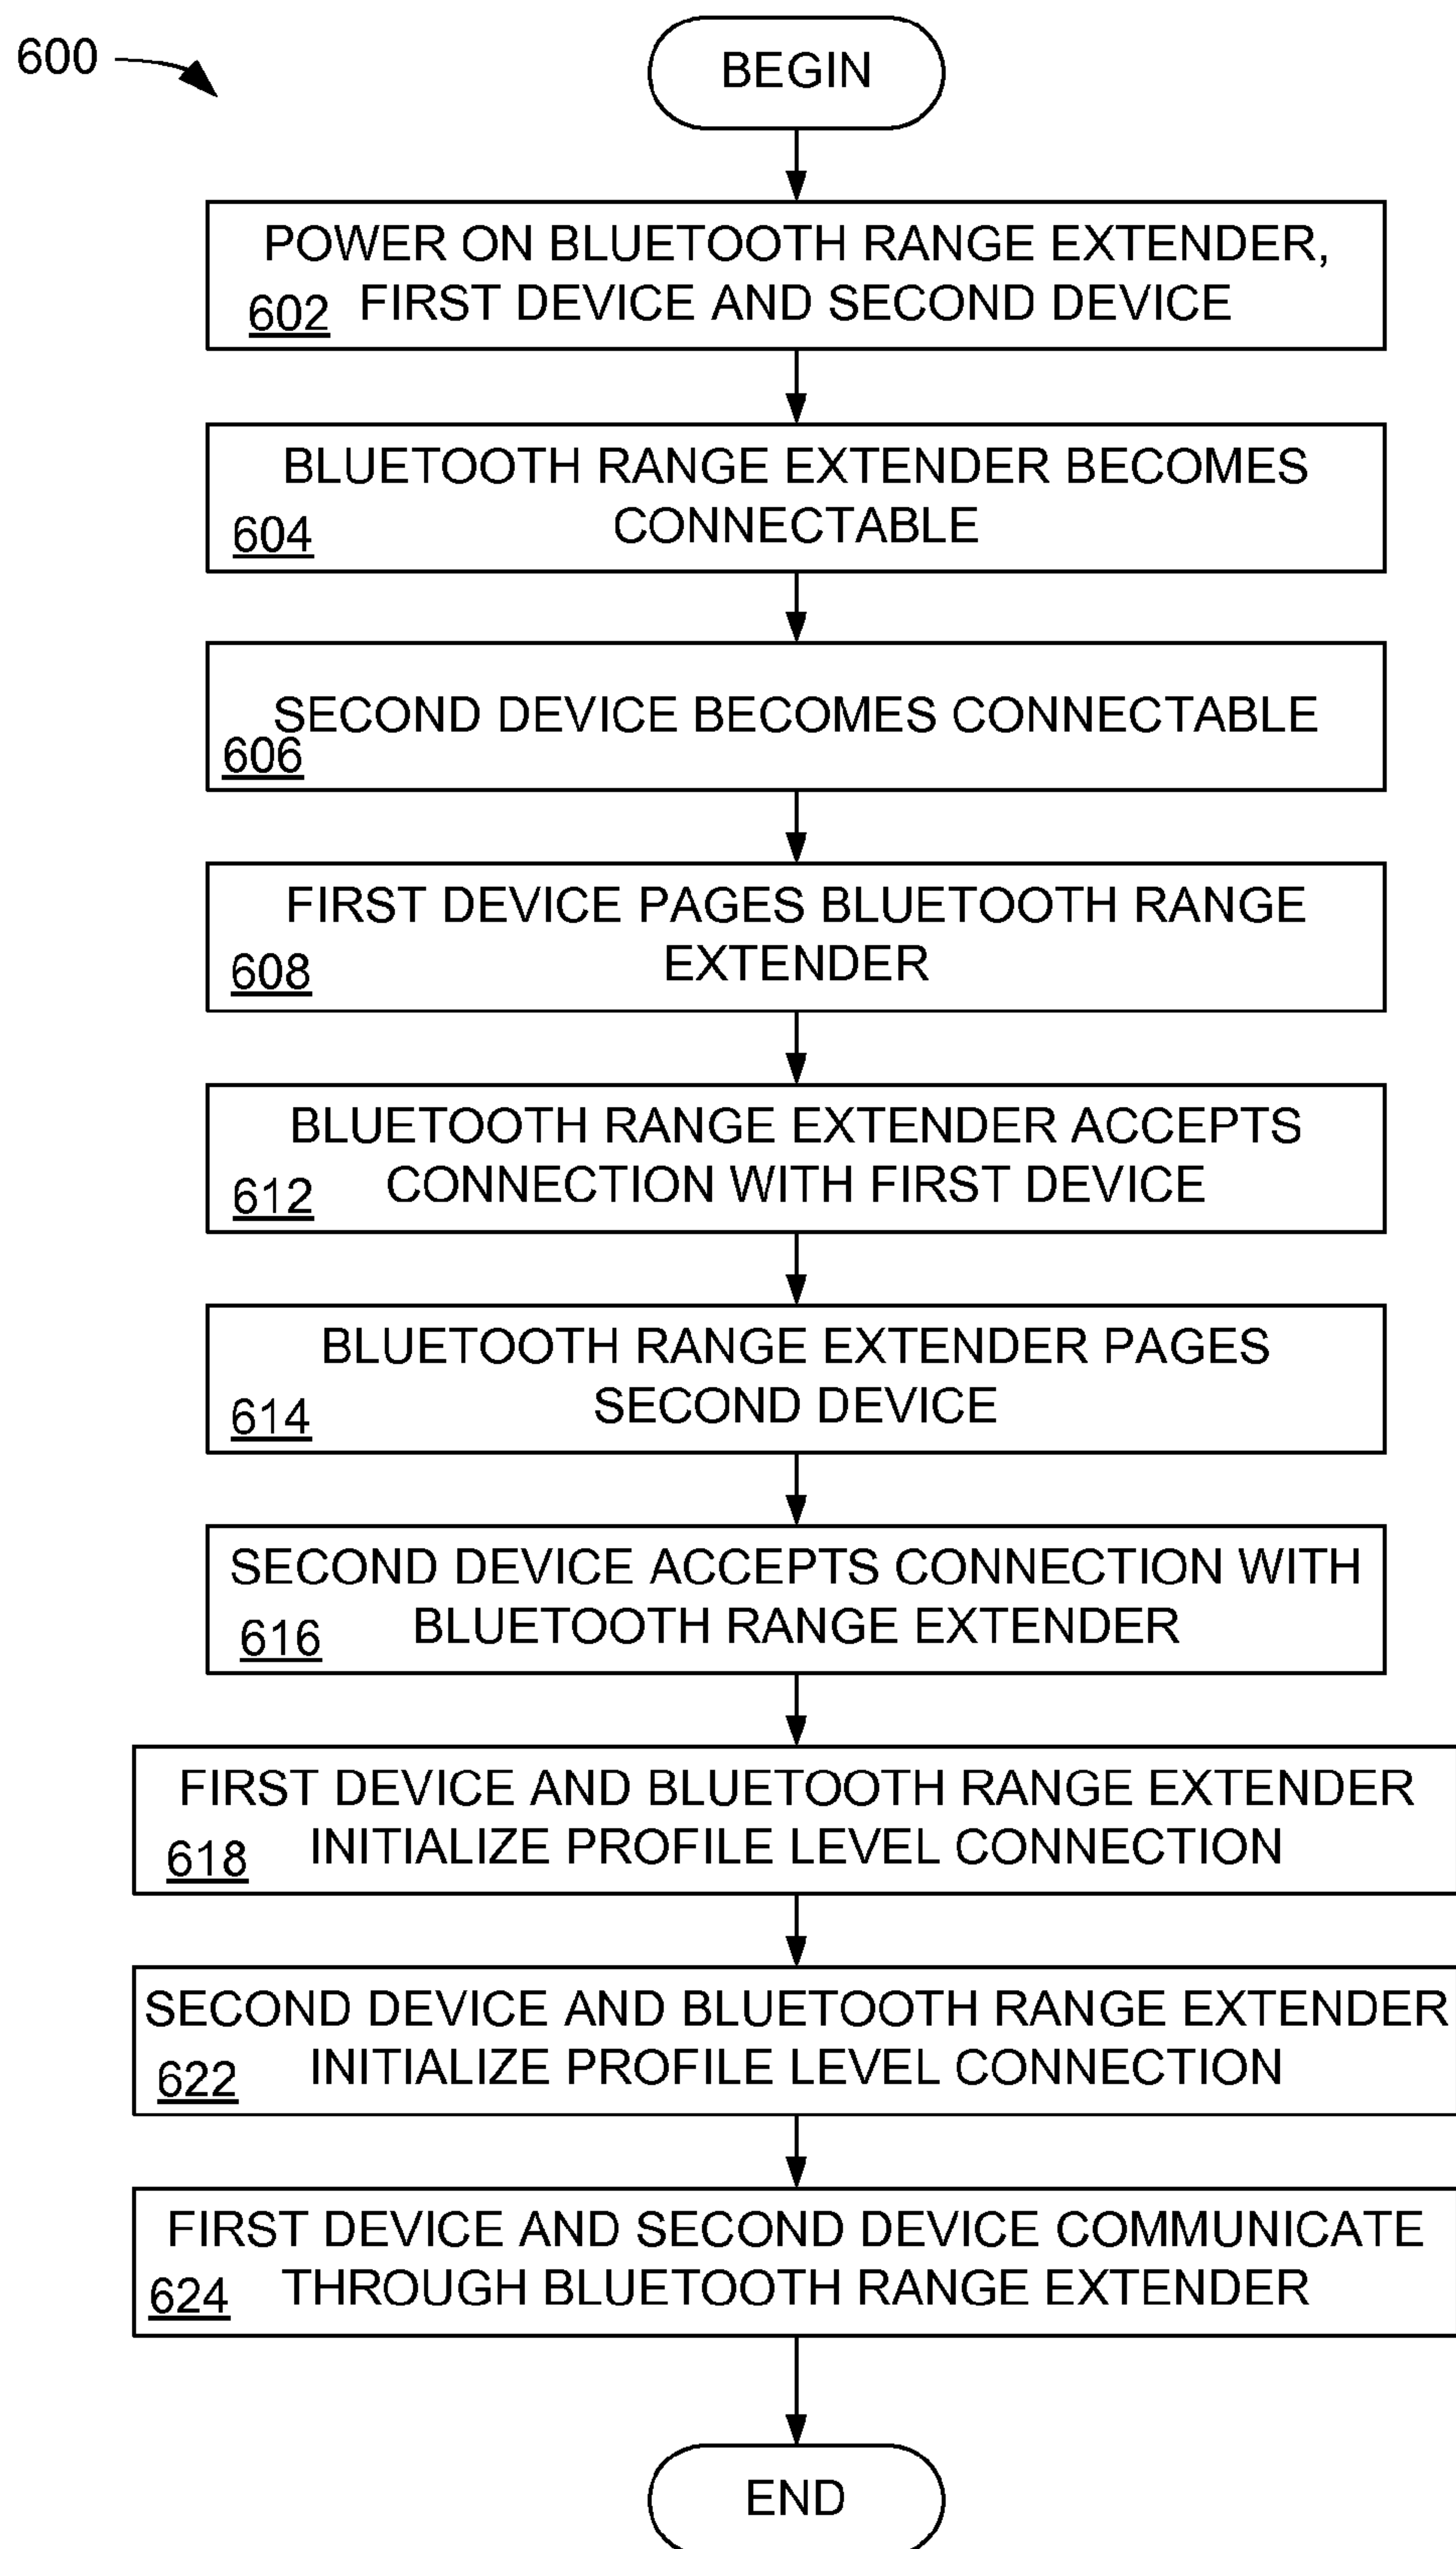 600
BEGIN
POWER ON BLUETOOTH RANGE EXTENDER,
602 FIRST DEVICE AND SECOND DEVICE
BLUETOOTH RANGE EXTENDER BECOMES
604 CONNECTABLE
SECOND DEVICE BECOMES CONNECTABLE
606
FIRST DEVICE PAGES BLUETOOTH RANGE
608 EXTENDER
BLUETOOTH RANGE EXTENDER ACCEPTS
612 CONNECTION WITH FIRST DEVICE
BLUETOOTH RANGE EXTENDER PAGES
614 SECOND DEVICE
SECOND DEVICE ACCEPTS CONNECTION WITH
616 BLUETOOTH RANGE EXTENDER
FIRST DEVICE AND BLUETOOTH RANGE EXTENDER
618 INITIALIZE PROFILE LEVEL CONNECTION
SECOND DEVICE AND BLUETOOTH RANGE EXTENDER
622 INITIALIZE PROFILE LEVEL CONNECTION
FIRST DEVICE AND SECOND DEVICE COMMUNICATE
624 THROUGH BLUETOOTH RANGE EXTENDER
END